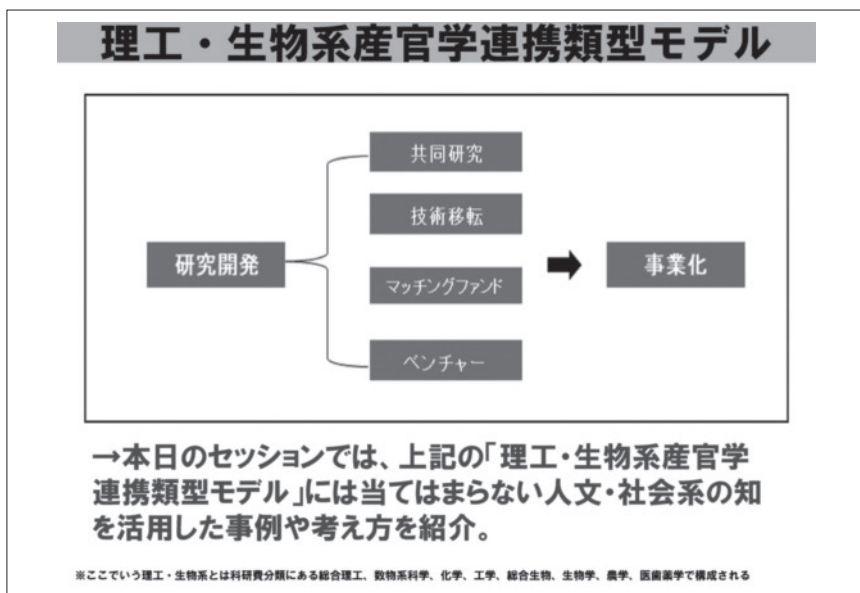 理工・生物系産官学連携類型モデル
共同研究
技術移転
研究開発
事業化
マッチングファンド
ベンチャー
→本日のセッションでは、上記の「理工・生物系産官学
連携類型モデル」には当てはまらない人文・社会系の知
を活用した事例や考え方を紹介。
※ここでいう理工・生物系とは科研費分類にある総合理工、数物系科学、化学、工学、総合生物、生物学、農学、医歯薬学で構成される